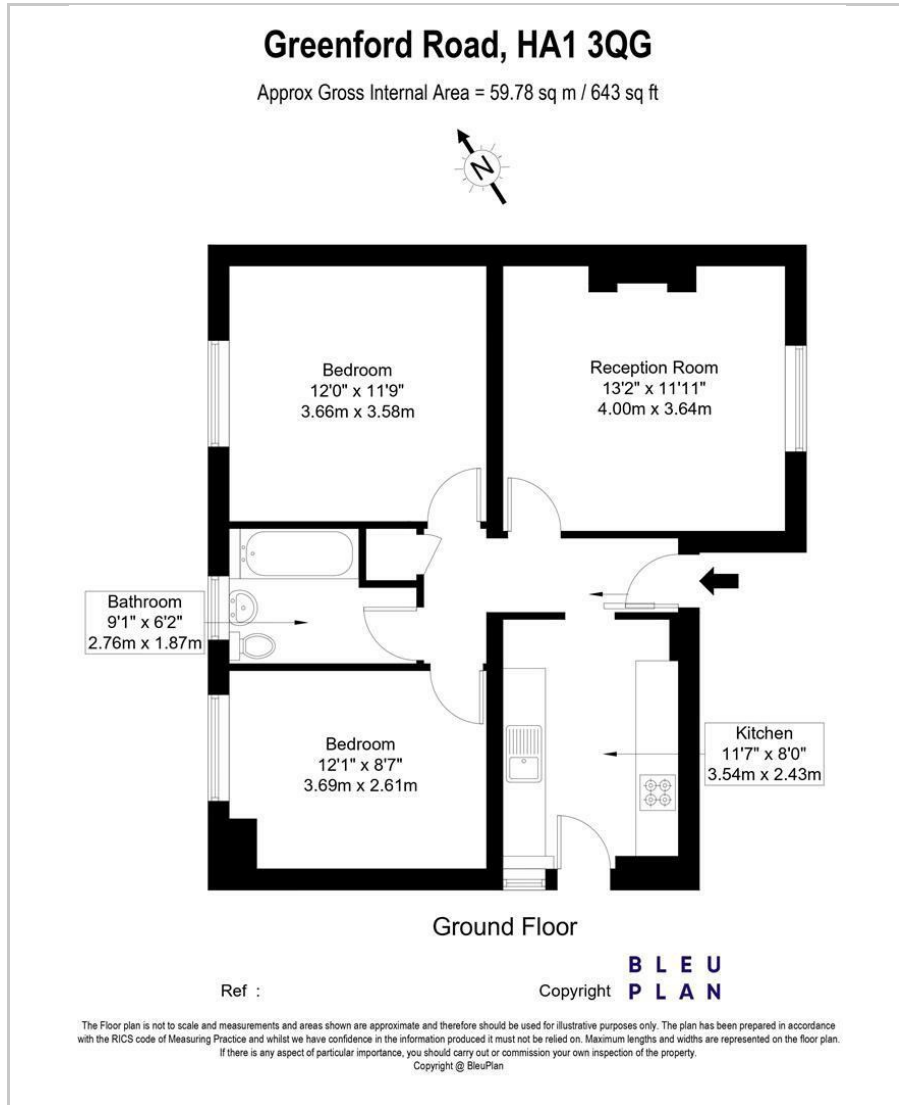 Greenford Road, HA1 3QG
Approx Gross Internal Area = 59.78 sq m / 643 sq ft
N
Bedroom
12'0" x 11'9"
3.66m x 3.58m
Reception Room
13'2" x 11'11"
4.00m x 3.64m
Bathroom
9'1" x 6'2"
2.76m x 1.87m
Bedroom
12'1" x 8'7"
3.69m x 2.61m
Kitchen
11'7" x 8'0"
3.54m x 2.43m
Ground Floor
Ref :
Copyright
BLEU
PLAN
The Floor plan is not to scale and measurements and areas shown are approximate and therefore should be used for illustrative purposes only. The plan has been prepared in accordance
with the RICS code of Measuring Practice and whilst we have confidence in the information produced it must not be relied on. Maximum lengths and widths are represented on the floor plan.
If there is any aspect of particular importance, you should carry out or commission your own inspection of the property.
Copyright @ BleuPlan